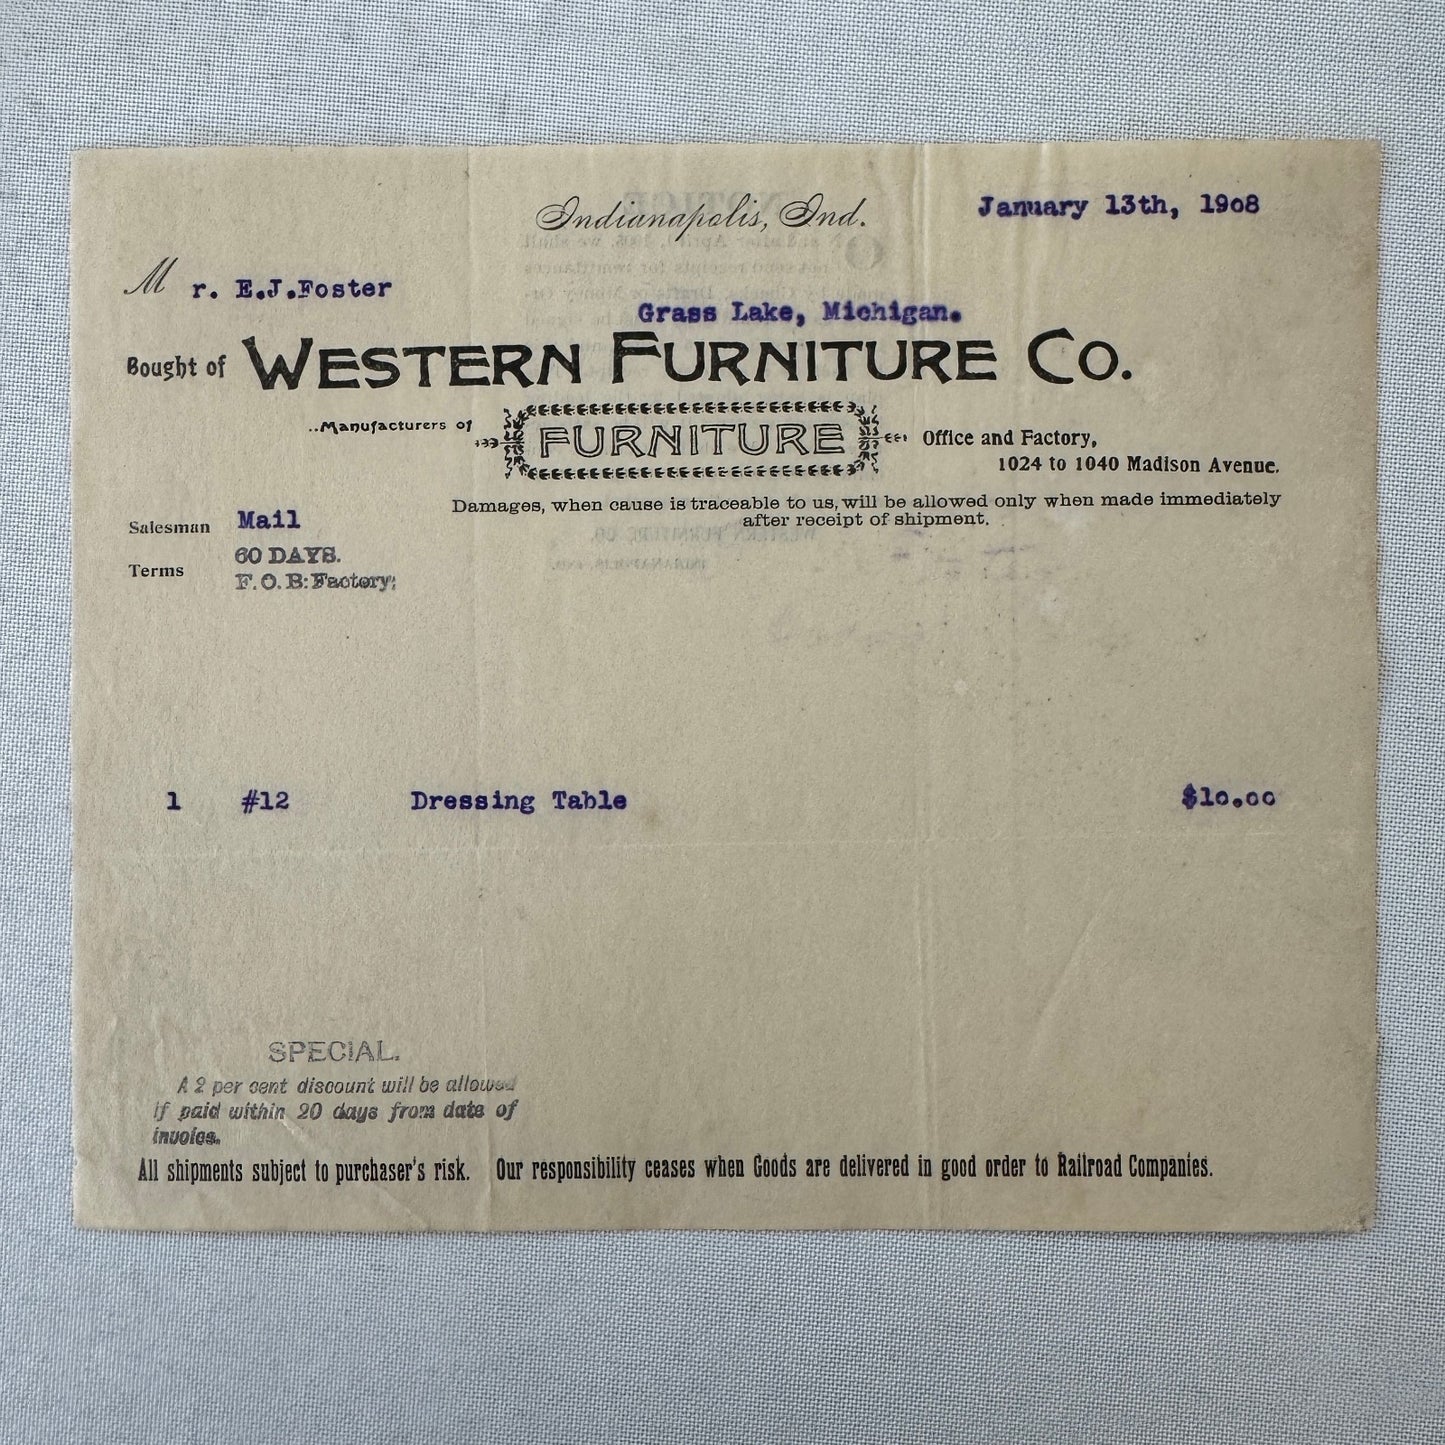 Indianapolis, Ind. January 13th, 1908
Mr. E.J.Foster
Grass Lake, Michigan.
Bought of WESTERN FURNITURE CO.
..Manufacturers of FURNITURE Office and Factory,
1024 to 1040 Madison Avenue.
Damages, when cause is traceable to us, will be allowed only when made immediately
after receipt of shipment.
Salesman Mail
60 DAYS.
Terms F.O.B: Factory:
1 #12 Dressing Table $10.00
SPECIAL.
A 2 per cent discount will be allowed
if paid within 20 days from date of
invoice.
All shipments subject to purchaser's risk. Our responsibility ceases when Goods are delivered in good order to Railroad Companies.